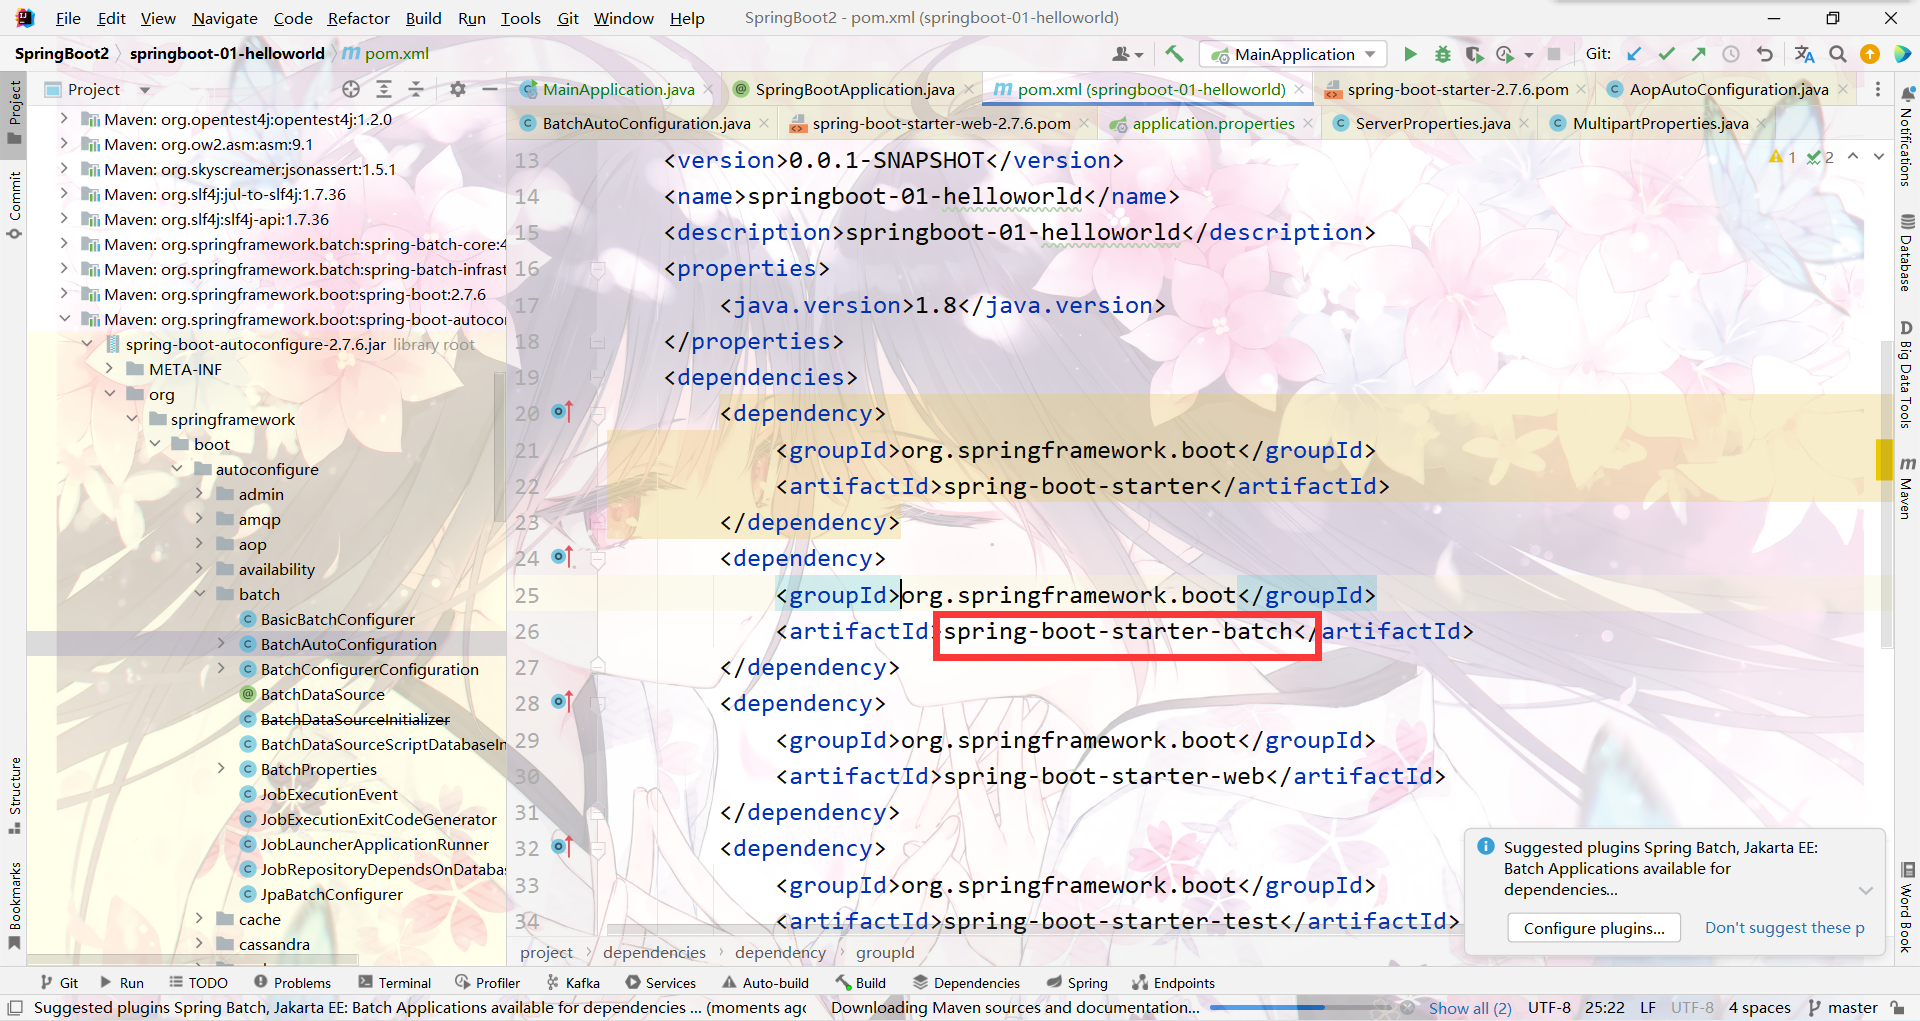 File Edit View Navigate Code Refactor Build Run Tools Git Window Help SpringBoot2 - pom.xml (springboot-01-helloworld)
SpringBoot2 springboot-01-helloworld m pom.xml MainApplication Git:
Project
MainApplication.java SpringBootApplication.java pom.xml (springboot-01-helloworld) spring-boot-starter-2.7.6.pom AopAutoConfiguration.java
BatchAutoConfiguration.java spring-boot-starter-web-2.7.6.pom application.properties ServerProperties.java MultipartProperties.java
Project
Commit
Structure
Bookmarks
Maven: org.opentest4j:opentest4j:1.2.0
Maven: org.ow2.asm:asm:9.1
Maven: org.skyscreamer:jsonassert:1.5.1
Maven: org.slf4j:jul-to-slf4j:1.7.36
Maven: org.slf4j:slf4j-api:1.7.36
Maven: org.springframework.batch:spring-batch-core:4
Maven: org.springframework.batch:spring-batch-infrast
Maven: org.springframework.boot:spring-boot:2.7.6
Maven: org.springframework.boot:spring-boot-autocon
spring-boot-autoconfigure-2.7.6.jar library root
META-INF
org
springframework
boot
autoconfigure
admin
amqp
aop
availability
batch
BasicBatchConfigurer
BatchAutoConfiguration
BatchConfigurerConfiguration
BatchDataSource
BatchDataSourceInitializer
BatchDataSourceScriptDatabaseIn
BatchProperties
JobExecutionEvent
JobExecutionExitCodeGenerator
JobLauncherApplicationRunner
JobRepositoryDependsOnDatabas
JpaBatchConfigurer
cache
cassandra
1 2
13 <version>0.0.1-SNAPSHOT</version>
14 <name>springboot-01-helloworld</name>
15 <description>springboot-01-helloworld</description>
16 <properties>
17 <java.version>1.8</java.version>
18 </properties>
19 <dependencies>
20 <dependency>
21 <groupId>org.springframework.boot</groupId>
22 <artifactId>spring-boot-starter</artifactId>
23 </dependency>
24 <dependency>
25 <groupId>org.springframework.boot</groupId>
26 <artifactId>spring-boot-starter-batch</artifactId>
27 </dependency>
28 <dependency>
29 <groupId>org.springframework.boot</groupId>
30 <artifactId>spring-boot-starter-web</artifactId>
31 </dependency>
32 <dependency>
33 <groupId>org.springframework.boot</groupId>
34 <artifactId>spring-boot-starter-test</artifactId>
project dependencies dependency groupId
Notifications
Database
D Big Data Tools
m Maven
Word Book
Suggested plugins Spring Batch, Jakarta EE:
Batch Applications available for
dependencies...
Configure plugins... Don't suggest these p
Git Run TODO Problems Terminal Profiler Kafka Services Auto-build Build Dependencies Spring Endpoints
Suggested plugins Spring Batch, Jakarta EE: Batch Applications available for dependencies ... (moments ago Downloading Maven sources and documentation... Show all (2) UTF-8 25:22 LF UTF-8 4 spaces master